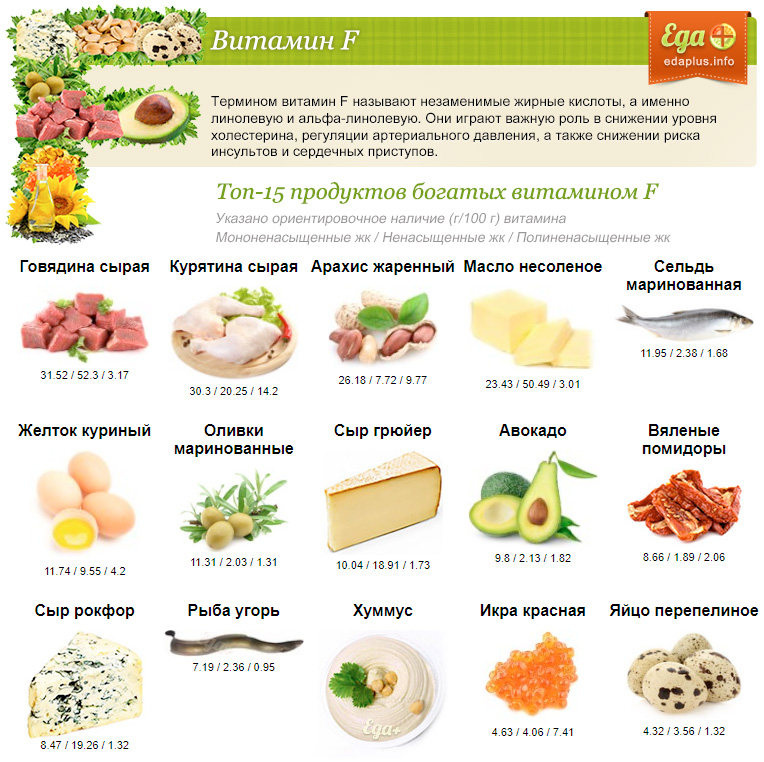 Витамин F
Еда
edaplus.info
Термином витамин F называют незаменимые жирные кислоты, а именно
линолевую и альфа-линолевую. Они играют важную роль в снижении уровня
холестерина, регуляции артериального давления, а также снижении риска
инсультов и сердечных приступов.
Топ-15 продуктов богатых витамином F
Указано ориентировочное наличие (г/100 г) витамина
Мононенасыщенные жк / Ненасыщенные жк / Полиненасыщенные жк
Говядина сырая
31.52 / 52.3 / 3.17
Курятина сырая
30.3 / 20.25 / 14.2
Арахис жаренный
26.18 / 7.72 / 9.77
Масло несоленое
23.43 / 50.49 / 3.01
Сельдь
маринованная
11.95 / 2.38 / 1.68
Желток куриный
11.74 / 9.55 / 4.2
Оливки
маринованные
11.31 / 2.03 / 1.31
Сыр грюйер
10.04 / 18.91 / 1.73
Авокадо
9.8 / 2.13 / 1.82
Вяленые
помидоры
8.66 / 1.89 / 2.06
Сыр рокфор
8.47 / 19.26 / 1.32
Рыба угорь
7.19 / 2.36 / 0.95
Хуммус
Еда+
Икра красная
4.63 / 4.06 / 7.41
Яйцо перепелиное
4.32 / 3.56 / 1.32